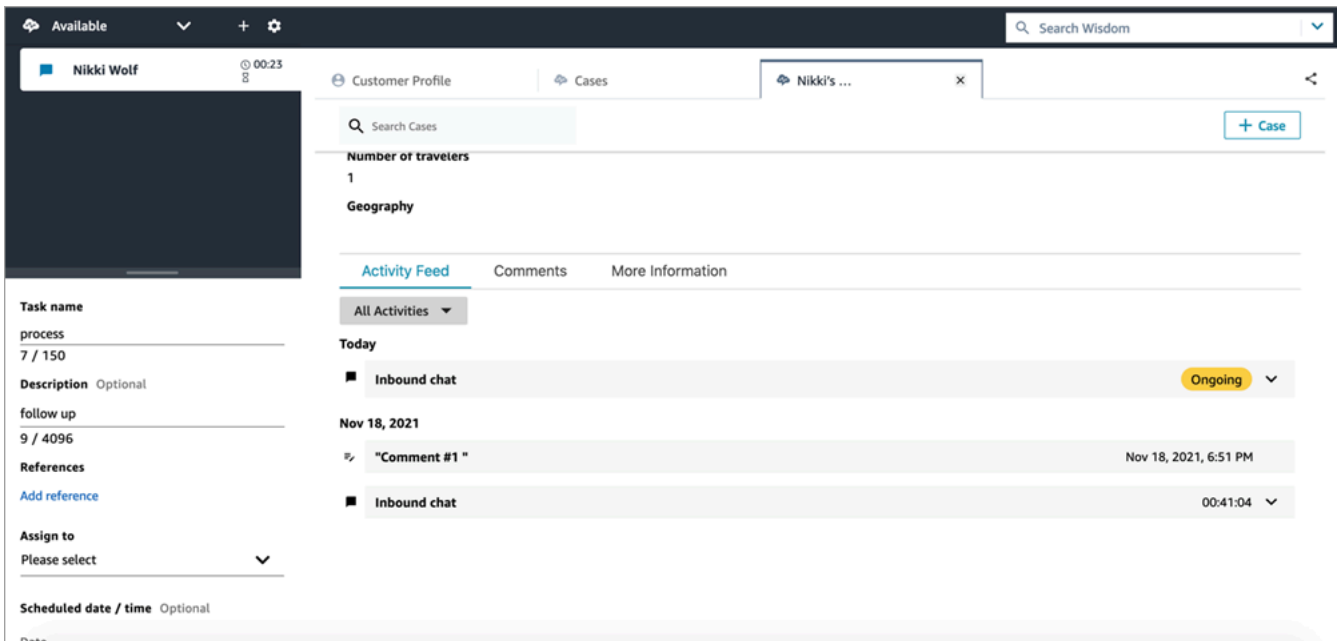 Available
Search Wisdom
Nikki Wolf
00:23
Customer Profile
Cases
Nikki's ...
Search Cases
+ Case
Number of travelers
1
Geography
Activity Feed
Comments
More Information
All Activities
Today
Inbound chat
Ongoing
Nov 18, 2021
"Comment #1 "
Nov 18, 2021, 6:51 PM
Inbound chat
00:41:04
Task name
process
7 / 150
Description Optional
follow up
9 / 4096
References
Add reference
Assign to
Please select
Scheduled date / time Optional